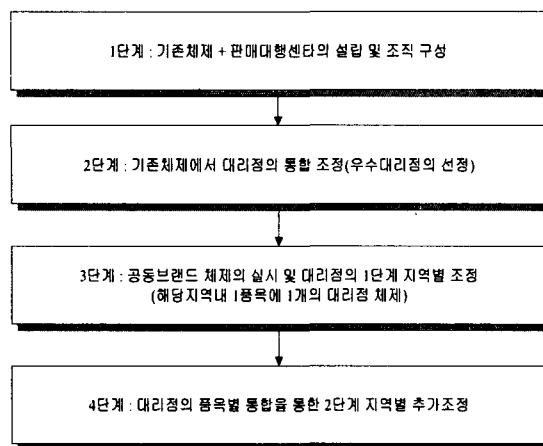 1단계 : 기존체제 + 판매대행센타의 설립 및 조직 구성
2단계 : 기존체제에서 대리점의 통합 조정(우수대리점의 선정)
3단계 : 공동브랜드 체제의 실시 및 대리점의 1단계 지역별 조정
(해당지역내 1품목에 1개의 대리점 체제)
4단계 : 대리점의 품목별 통합을 통한 2단계 지역별 추가조정